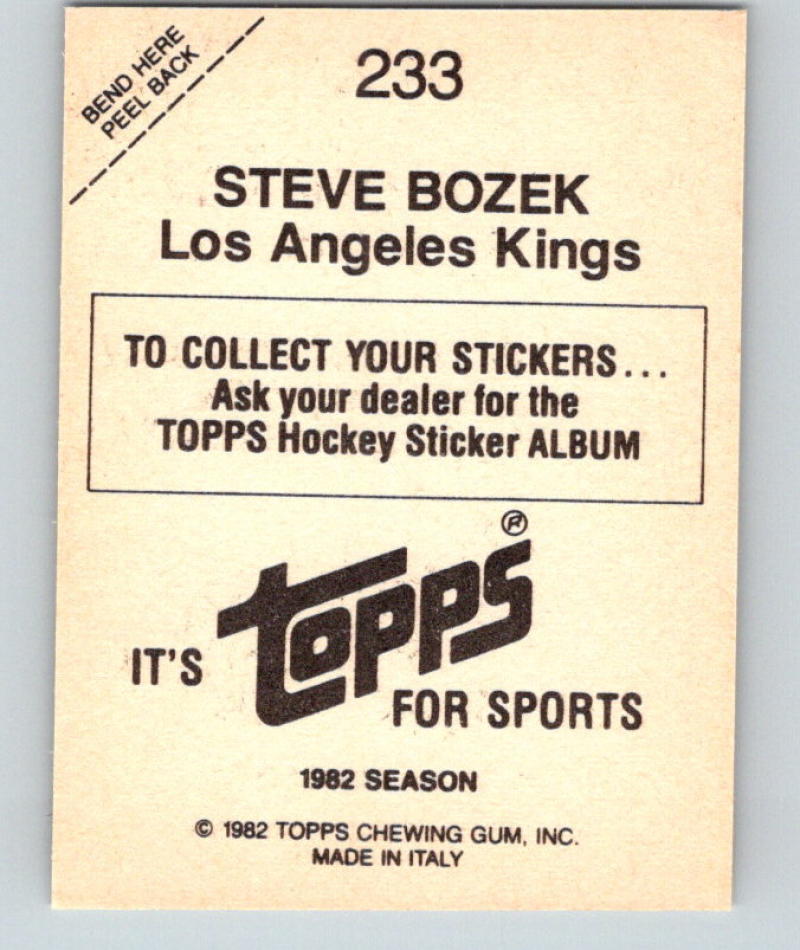 BEND HERE
PEEL BACK
233
STEVE BOZEK
Los Angeles Kings
TO COLLECT YOUR STICKERS...
Ask your dealer for the
TOPPS Hockey Sticker ALBUM
IT'S topps® FOR SPORTS
1982 SEASON
© 1982 TOPPS CHEWING GUM, INC.
MADE IN ITALY